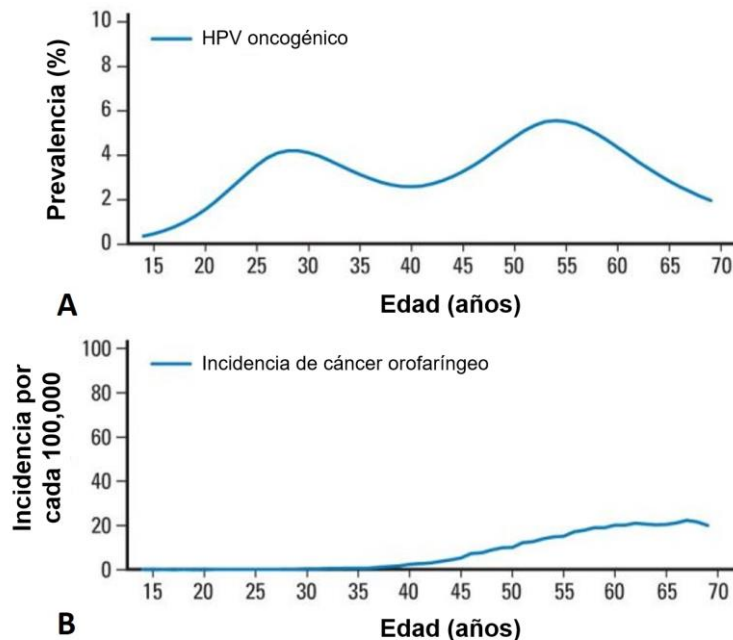 10
8
6
4
2
0
Prevalencia (%)
HPV oncogénico
15 20 25 30 35 40 45 50 55 60 65 70
Edad (años)
A
100
80
60
40
20
0
Incidencia por
cada 100,000
Incidencia de cáncer orofaríngeo
15 20 25 30 35 40 45 50 55 60 65 70
Edad (años)
B